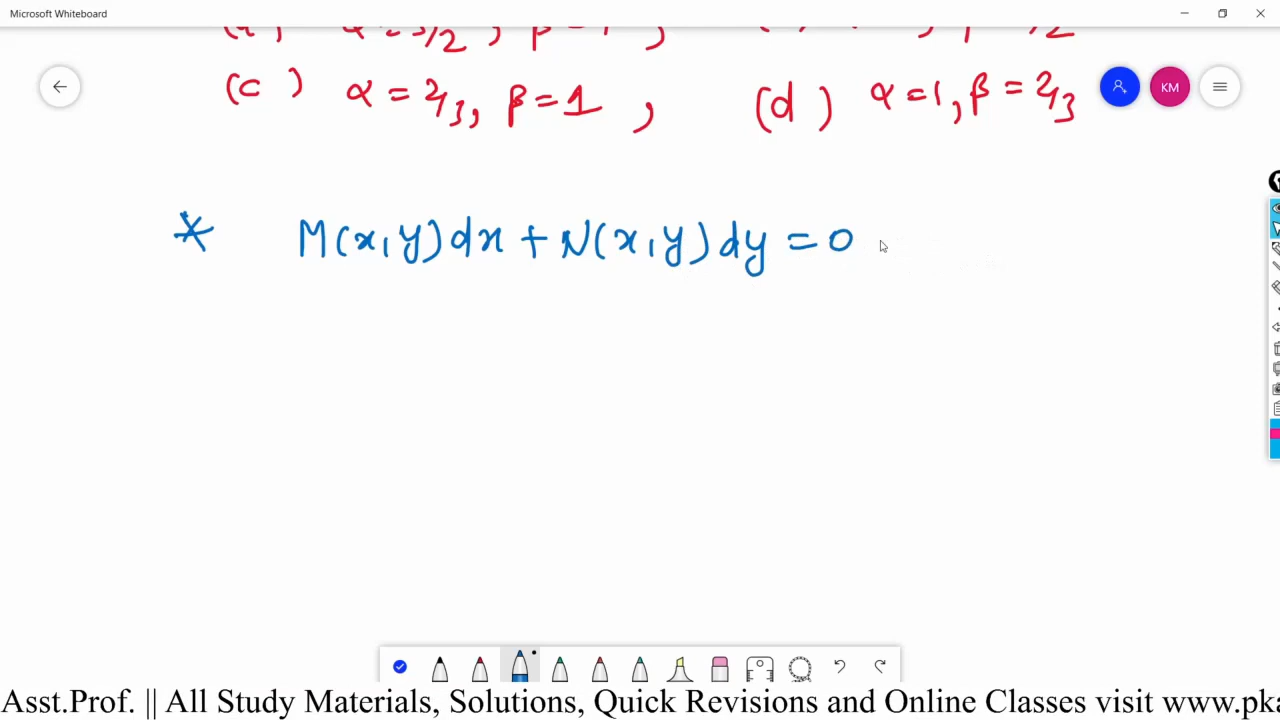 Microsoft Whiteboard
(c) α = 2/3, β = 1, (d) α = 1, β = 2/3
KM
* M(x,y)dx + N(x,y)dy = 0
Asst.Prof. || All Study Materials, Solutions, Quick Revisions and Online Classes visit www.pka